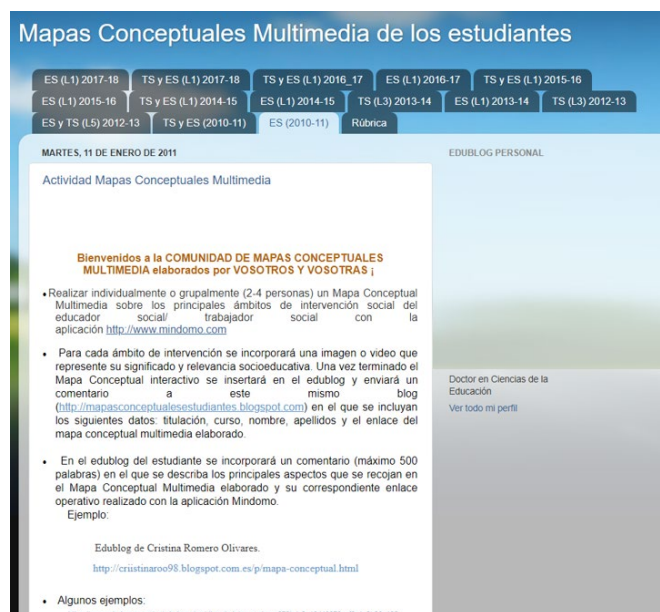 Mapas Conceptuales Multimedia de los estudiantes
ES (L1) 2017-18 TS y ES (L1) 2017-18 TS y ES (L1) 2016_17 ES (L1) 2016-17 TS y ES (L1) 2015-16
ES (L1) 2015-16 TS y ES (L1) 2014-15 ES (L1) 2014-15 TS (L3) 2013-14 ES (L1) 2013-14 TS (L3) 2012-13
ES y TS (L5) 2012-13 TS y ES (2010-11) ES (2010-11) Rúbrica
MARTES, 11 DE ENERO DE 2011
Actividad Mapas Conceptuales Multimedia
Bienvenidos a la COMUNIDAD DE MAPAS CONCEPTUALES
MULTIMEDIA elaborados por VOSOTROS Y VOSOTRAS ¡
•Realizar individualmente o grupalmente (2-4 personas) un Mapa Conceptual
Multimedia sobre los principales ámbitos de intervención social del
educador social/ trabajador social con la
aplicación http://www.mindomo.com
• Para cada ámbito de intervención se incorporará una imagen o video que
represente su significado y relevancia socioeducativa. Una vez terminado el
Mapa Conceptual interactivo se insertará en el edublog y enviará un
comentario a este mismo blog
(http://mapasconceptualesestudiantes.blogspot.com) en el que se incluyan
los siguientes datos: titulación, curso, nombre, apellidos y el enlace del
mapa conceptual multimedia elaborado.
• En el edublog del estudiante se incorporará un comentario (máximo 500
palabras) en el que se describa los principales aspectos que se recojan en
el Mapa Conceptual Multimedia elaborado y su correspondiente enlace
operativo realizado con la aplicación Mindomo.
Ejemplo:
Edublog de Cristina Romero Olivares.
http://criistinaroo98.blogspot.com.es/p/mapa-conceptual.html
• Algunos ejemplos:
EDUBLOG PERSONAL
Doctor en Ciencias de la
Educación
Ver todo mi perfil